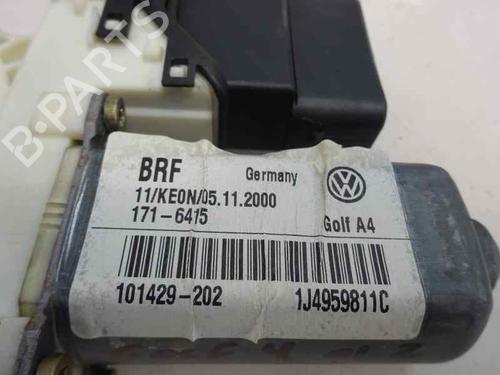 B-PARTS
BRF Germany
11/KE0N/05.11.2000
171-6415 Golf A4
101429-202 1J4959811C